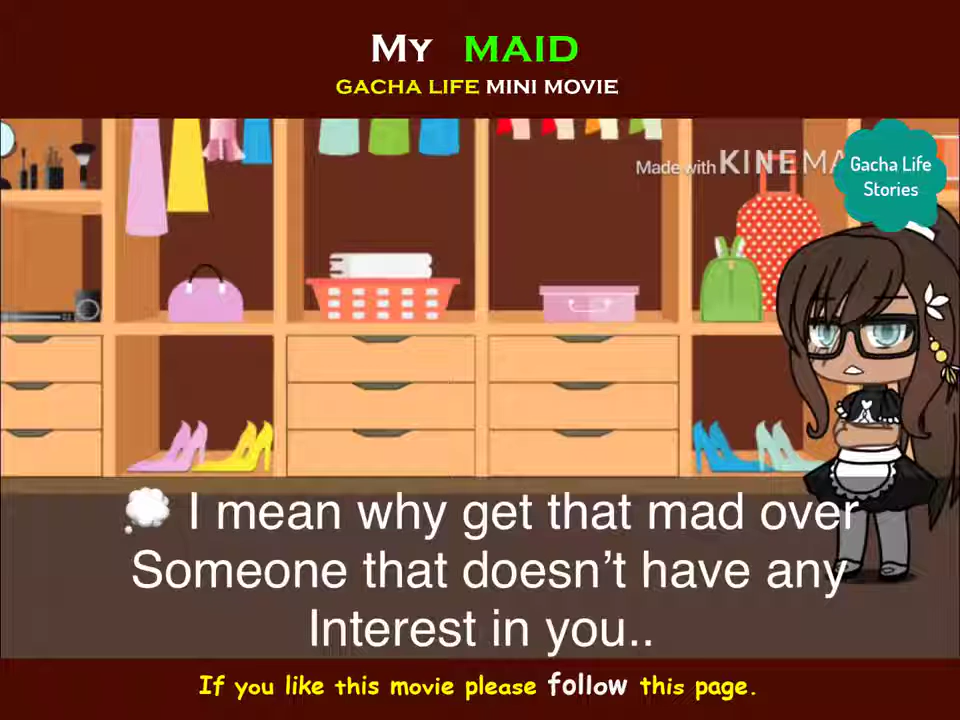 My MAID
GACHA LIFE MINI MOVIE
Made with KINEMA
Gacha Life
Stories
💭 I mean why get that mad over
Someone that doesn’t have any
Interest in you..
If you like this movie please follow this page.